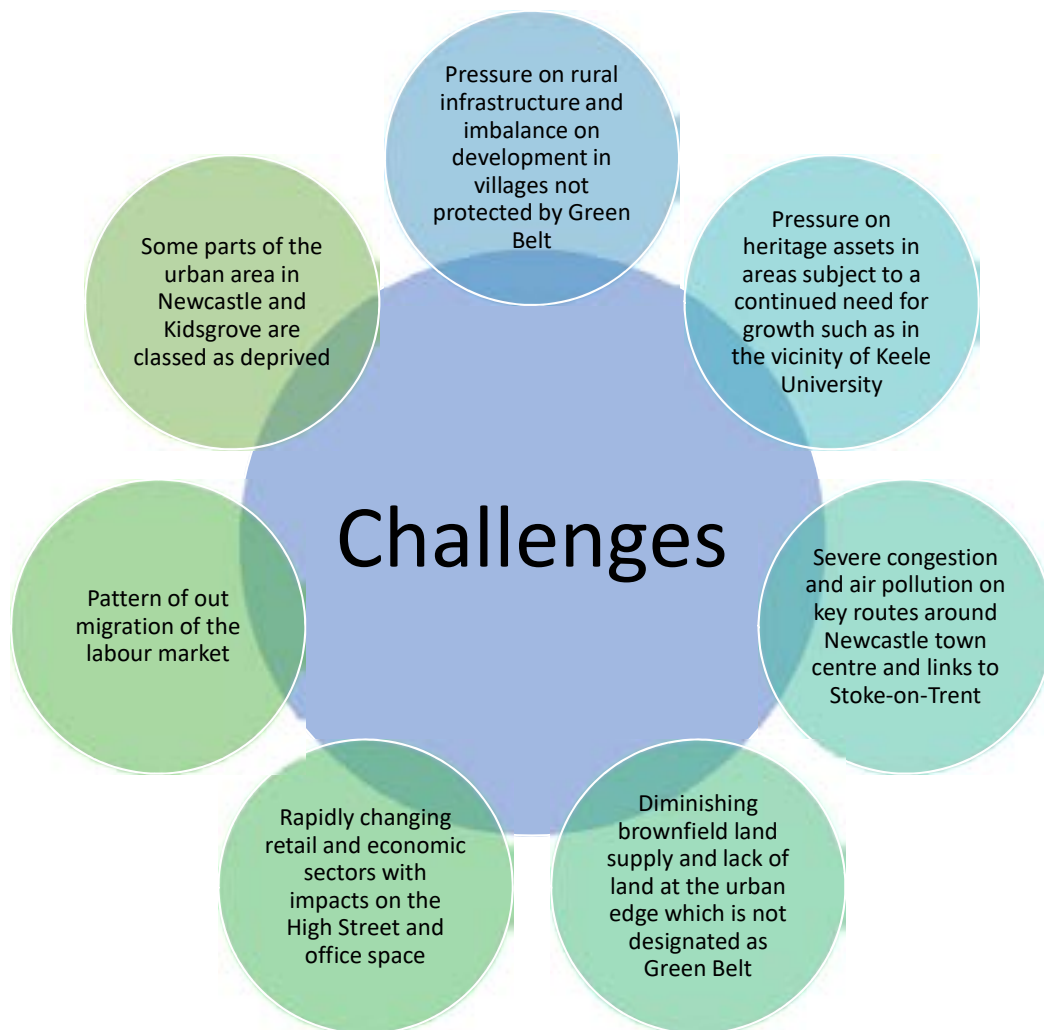 Pressure on rural
infrastructure and
imbalance on
development in
villages not
protected by Green
Belt
Pressure on
heritage assets in
areas subject to a
continued need for
growth such as in
the vicinity of Keele
University
Severe congestion
and air pollution on
key routes around
Newcastle town
centre and links to
Stoke-on-Trent
Diminishing
brownfield land
supply and lack of
land at the urban
edge which is not
designated as
Green Belt
Rapidly changing
retail and economic
sectors with
impacts on the
High Street and
office space
Pattern of out
migration of the
labour market
Some parts of the
urban area in
Newcastle and
Kidsgrove are
classed as deprived
Challenges